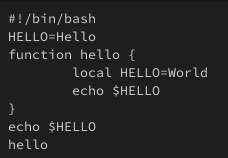 #!/bin/bash
HELLO=Hello
function hello {
        local HELLO=World
        echo $HELLO
}
echo $HELLO
hello